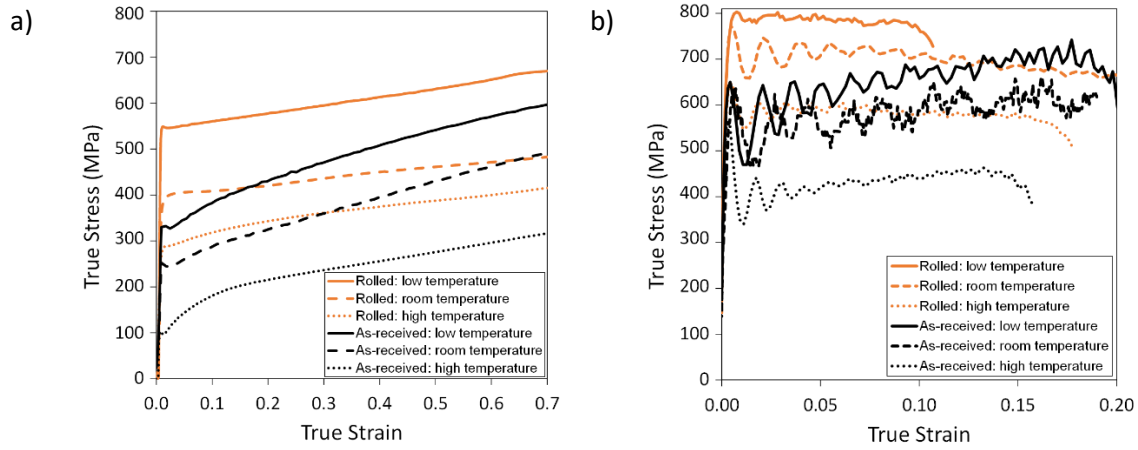 a)
True Stress (MPa)
800
700
600
500
400
300
200
100
0
0.0 0.1 0.2 0.3 0.4 0.5 0.6 0.7
True Strain
Rolled: low temperature
Rolled: room temperature
Rolled: high temperature
As-received: low temperature
As-received: room temperature
As-received: high temperature
b)
True Stress (MPa)
800
700
600
500
400
300
200
100
0
0.00 0.05 0.10 0.15 0.20
True Strain
Rolled: low temperature
Rolled: room temperature
Rolled: high temperature
As-received: low temperature
As-received: room temperature
As-received: high temperature